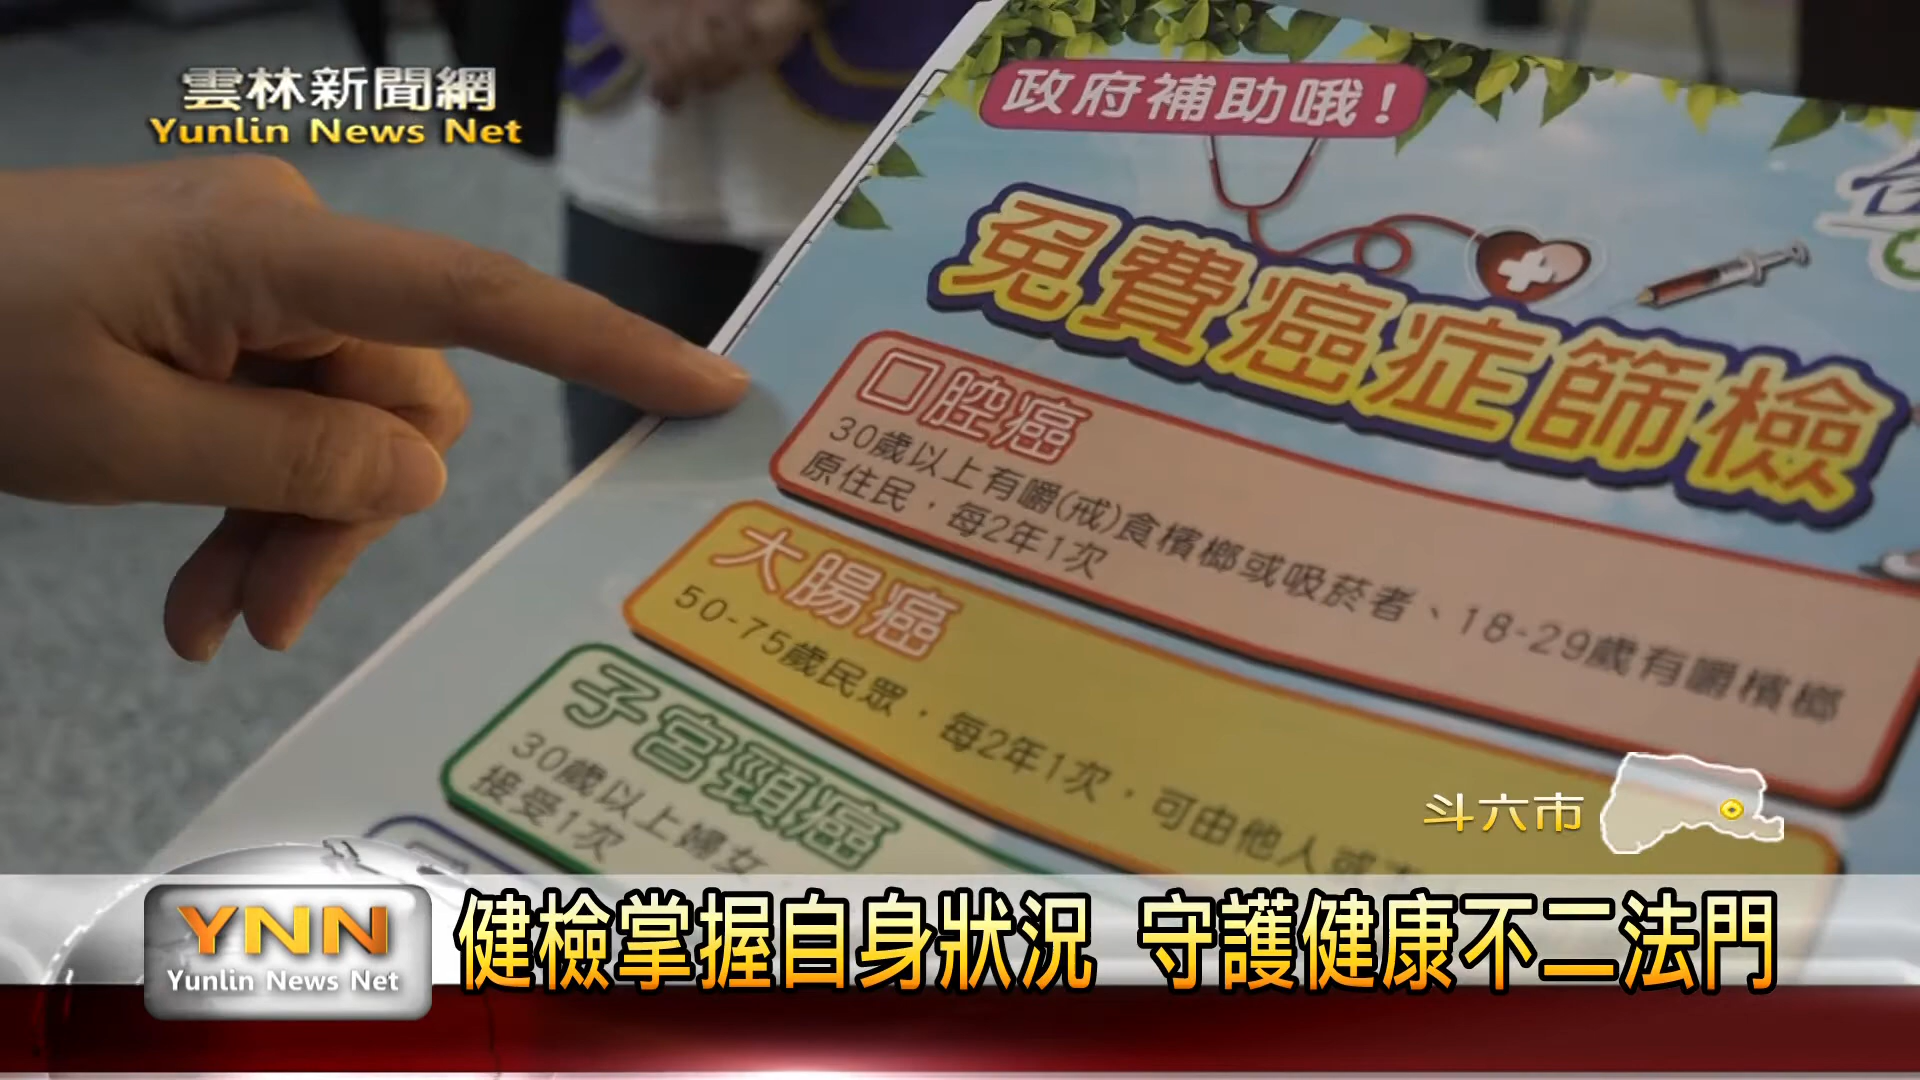 雲林新聞網
Yunlin News Net
政府補助哦！
免費癌症篩檢
口腔癌
30歲以上有嚼(戒)食檳榔或吸菸者、18-29歲有嚼檳榔
原住民，每2年1次
大腸癌
50-75歲民眾，每2年1次，可由他人或
子宮頸癌
30歲以上婦女，
接受1次
斗六市
YNN
Yunlin News Net
健檢掌握自身狀況 守護健康不二法門